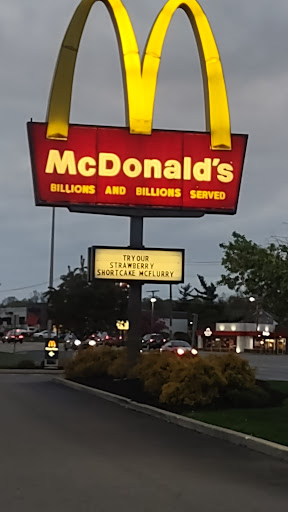 McDonald's
BILLIONS AND BILLIONS SERVED
TRY OUR
STRAWBERRY
SHORTCAKE MCFLURRY